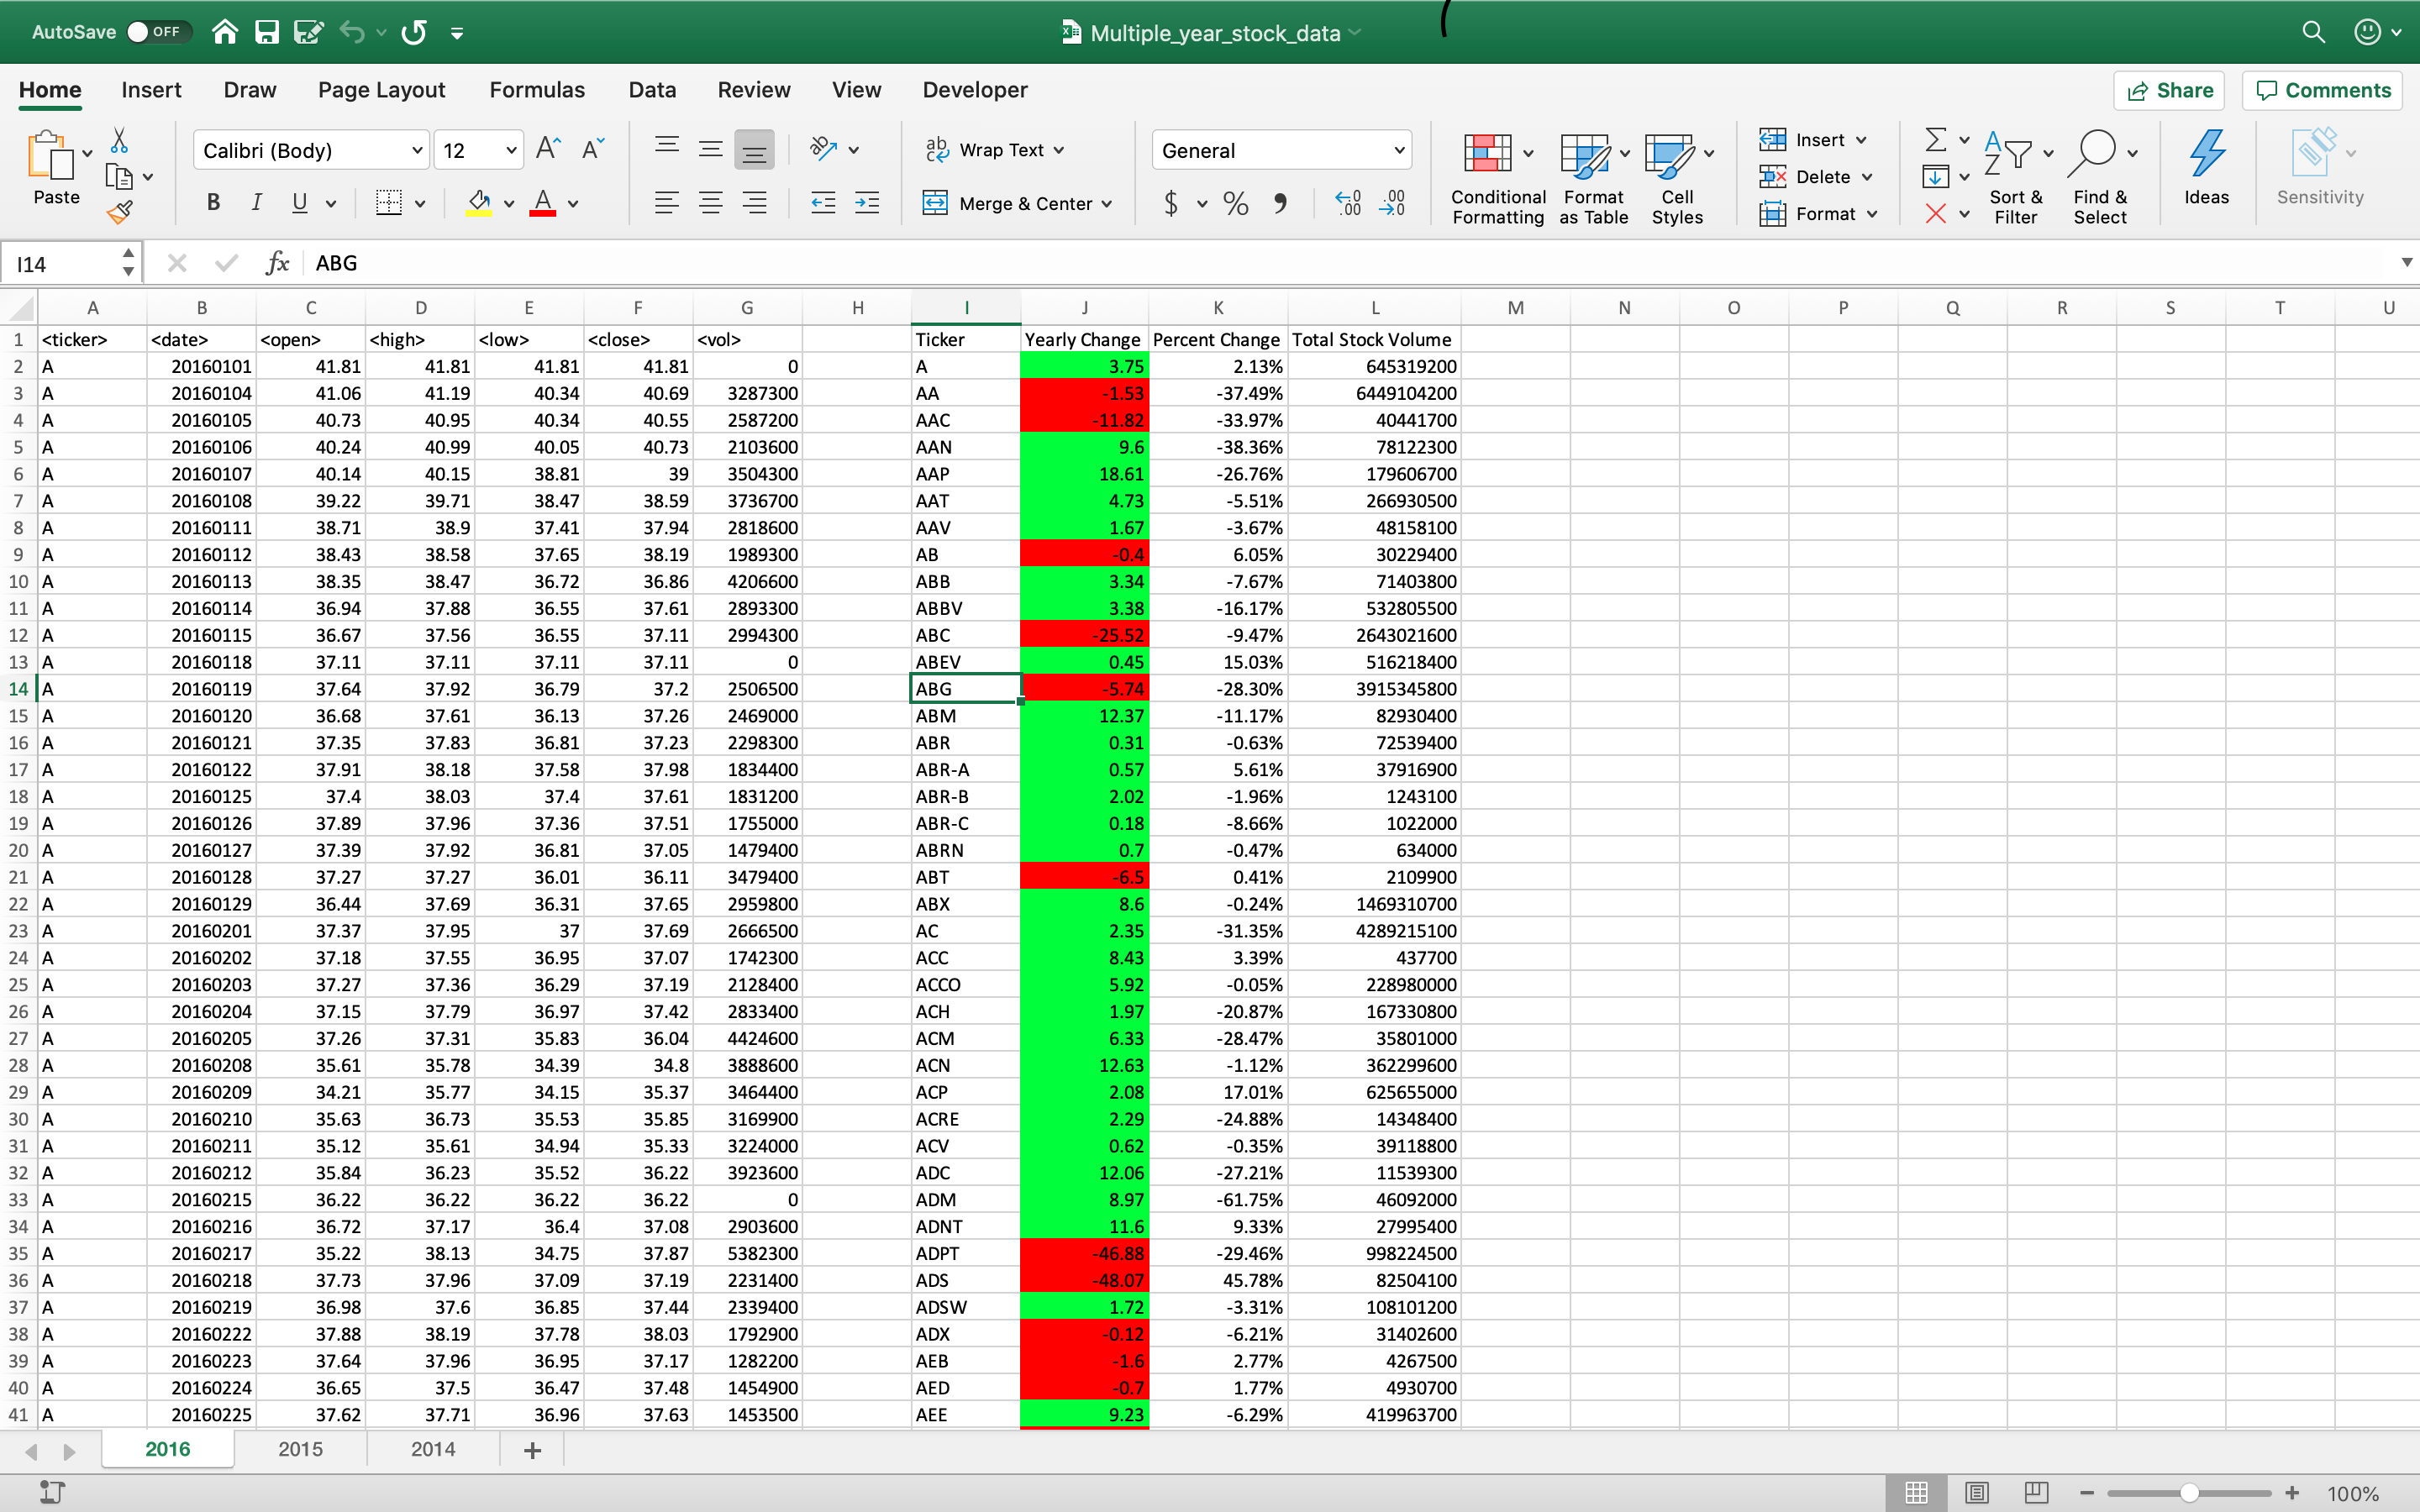 AutoSave OFF Multiple_year_stock_data
Home Insert Draw Page Layout Formulas Data Review View Developer Share Comments
Paste Calibri (Body) 12 A A B I U A ab c Wrap Text Merge & Center General $ % .00 .00 Conditional Formatting Format as Table Cell Styles Insert Delete Format A Z Sort & Filter Find & Select Ideas Sensitivity
I14 fx ABG
A B C D E F G H I J K L M N O P Q R S T U
1 <ticker> <date> <open> <high> <low> <close> <vol> Ticker Yearly Change Percent Change Total Stock Volume
2 A 20160101 41.81 41.81 41.81 41.81 0 A 3.75 2.13% 645319200
3 A 20160104 41.06 41.19 40.34 40.69 3287300 AA -1.53 -37.49% 6449104200
4 A 20160105 40.73 40.95 40.34 40.55 2587200 AAC -11.82 -33.97% 40441700
5 A 20160106 40.24 40.99 40.05 40.73 2103600 AAN 9.6 -38.36% 78122300
6 A 20160107 40.14 40.15 38.81 39 3504300 AAP 18.61 -26.76% 179606700
7 A 20160108 39.22 39.71 38.47 38.59 3736700 AAT 4.73 -5.51% 266930500
8 A 20160111 38.71 38.9 37.41 37.94 2818600 AAV 1.67 -3.67% 48158100
9 A 20160112 38.43 38.58 37.65 38.19 1989300 AB -0.4 6.05% 30229400
10 A 20160113 38.35 38.47 36.72 36.86 4206600 ABB 3.34 -7.67% 71403800
11 A 20160114 36.94 37.88 36.55 37.61 2893300 ABBV 3.38 -16.17% 532805500
12 A 20160115 36.67 37.56 36.55 37.11 2994300 ABC -25.52 -9.47% 2643021600
13 A 20160118 37.11 37.11 37.11 37.11 0 ABEV 0.45 15.03% 516218400
14 A 20160119 37.64 37.92 36.79 37.2 2506500 ABG -5.74 -28.30% 3915345800
15 A 20160120 36.68 37.61 36.13 37.26 2469000 ABM 12.37 -11.17% 82930400
16 A 20160121 37.35 37.83 36.81 37.23 2298300 ABR 0.31 -0.63% 72539400
17 A 20160122 37.91 38.18 37.58 37.98 1834400 ABR-A 0.57 5.61% 37916900
18 A 20160125 37.4 38.03 37.4 37.61 1831200 ABR-B 2.02 -1.96% 1243100
19 A 20160126 37.89 37.96 37.36 37.51 1755000 ABR-C 0.18 -8.66% 1022000
20 A 20160127 37.39 37.92 36.81 37.05 1479400 ABRN 0.7 -0.47% 634000
21 A 20160128 37.27 37.27 36.01 36.11 3479400 ABT -6.5 0.41% 2109900
22 A 20160129 36.44 37.69 36.31 37.65 2959800 ABX 8.6 -0.24% 1469310700
23 A 20160201 37.37 37.95 37 37.69 2666500 AC 2.35 -31.35% 4289215100
24 A 20160202 37.18 37.55 36.95 37.07 1742300 ACC 8.43 3.39% 437700
25 A 20160203 37.27 37.36 36.29 37.19 2128400 ACCO 5.92 -0.05% 228980000
26 A 20160204 37.15 37.79 36.97 37.42 2833400 ACH 1.97 -20.87% 167330800
27 A 20160205 37.26 37.31 35.83 36.04 4424600 ACM 6.33 -28.47% 35801000
28 A 20160208 35.61 35.78 34.39 34.8 3888600 ACN 12.63 -1.12% 362299600
29 A 20160209 34.21 35.77 34.15 35.37 3464400 ACP 2.08 17.01% 625655000
30 A 20160210 35.63 36.73 35.53 35.85 3169900 ACRE 2.29 -24.88% 14348400
31 A 20160211 35.12 35.61 34.94 35.33 3224000 ACV 0.62 -0.35% 39118800
32 A 20160212 35.84 36.23 35.52 36.22 3923600 ADC 12.06 -27.21% 11539300
33 A 20160215 36.22 36.22 36.22 36.22 0 ADM 8.97 -61.75% 46092000
34 A 20160216 36.72 37.17 36.4 37.08 2903600 ADNT 11.6 9.33% 27995400
35 A 20160217 35.22 38.13 34.75 37.87 5382300 ADPT -46.88 -29.46% 998224500
36 A 20160218 37.73 37.96 37.09 37.19 2231400 ADS -48.07 45.78% 82504100
37 A 20160219 36.98 37.6 36.85 37.44 2339400 ADSW 1.72 -3.31% 108101200
38 A 20160222 37.88 38.19 37.78 38.03 1792900 ADX -0.12 -6.21% 31402600
39 A 20160223 37.64 37.96 36.95 37.17 1282200 AEB -1.6 2.77% 4267500
40 A 20160224 36.65 37.5 36.47 37.48 1454900 AED -0.7 1.77% 4930700
41 A 20160225 37.62 37.71 36.96 37.63 1453500 AEE 9.23 -6.29% 419963700
2016 2015 2014 +
100%